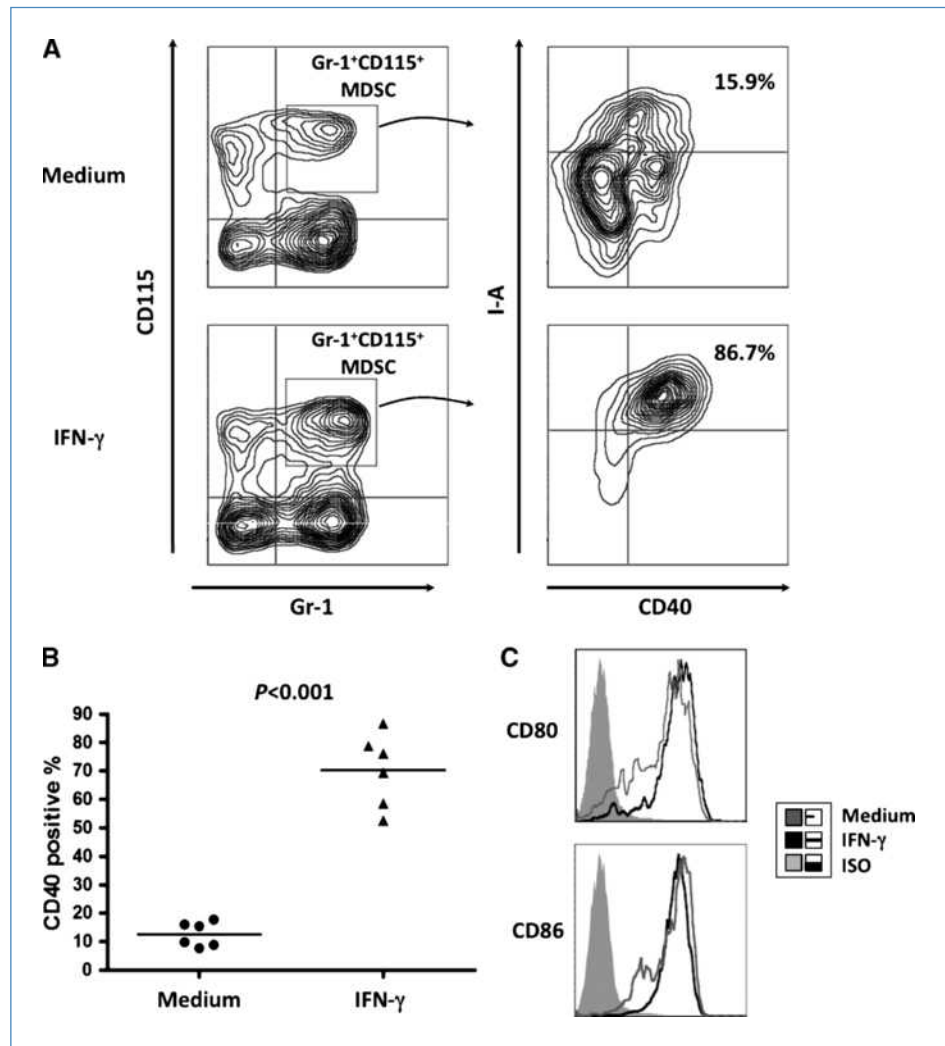 A
Gr-1⁺CD115⁺
MDSC
15.9%
Medium
CD115
I-A
Gr-1⁺CD115⁺
MDSC
86.7%
IFN-γ
Gr-1
CD40
B
P<0.001
CD40 positive %
90
80
70
60
50
40
30
20
10
0
Medium
IFN-γ
C
CD80
CD86
Medium
IFN-γ
ISO